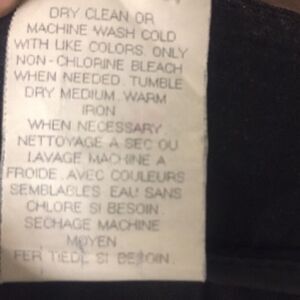 DRY CLEAN OR
MACHINE WASH COLD
WITH LIKE COLORS. ONLY
NON-CHLORINE BLEACH
WHEN NEEDED. TUMBLE
DRY MEDIUM. WARM
IRON
WHEN NECESSARY
NETTOYAGE A SEC OU
LAVAGE MACHINE A
FROIDE. AVEC COULEURS
SEMBLABLES. EAU SANS
CHLORE SI BESOIN.
SECHAGE MACHINE
MOYEN
FER TIEDE SI BESOIN.